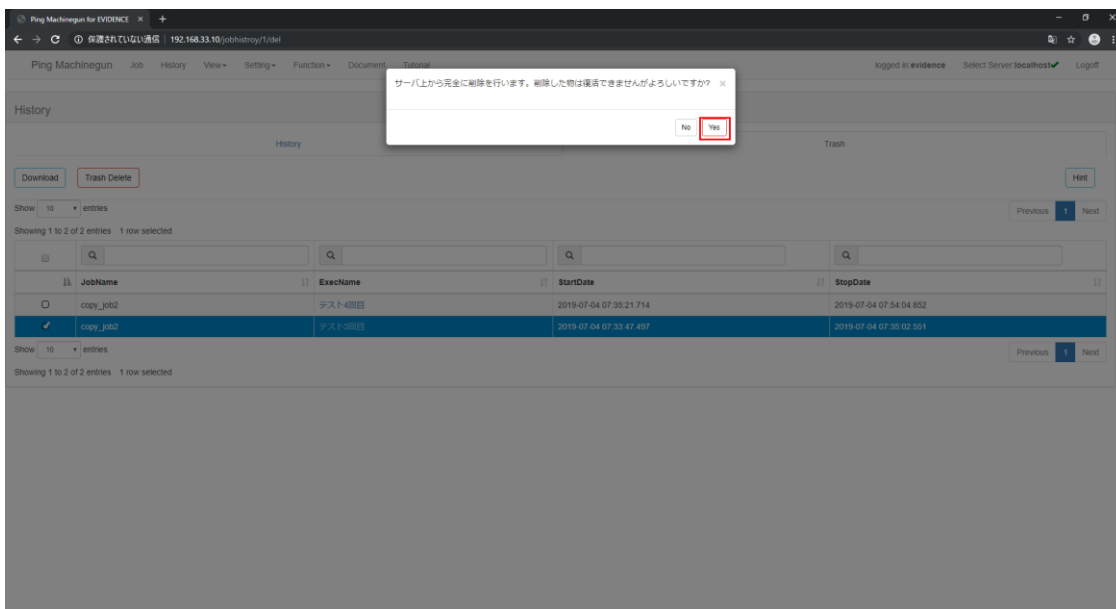 Ping Machinegun for EVIDENCE
保護されていない通信 | 192.168.33.10/jobhistroy/1/del
Ping Machinegun Job History View Setting Function Document Tutorial logged in:evidence Select Server:localhost Logoff
サーバ上から完全に削除を行います。削除した物は復活できませんがよろしいですか?
No Yes
History
History Trash
Download Trash Delete Hint
Show 10 entries Previous 1 Next
Showing 1 to 2 of 2 entries 1 row selected
JobName ExecName StartDate StopDate
copy_job2 テスト4回目 2019-07-04 07:35:21.714 2019-07-04 07:54:04.852
copy_job2 テスト3回目 2019-07-04 07:33:47.497 2019-07-04 07:35:02.551
Show 10 entries Previous 1 Next
Showing 1 to 2 of 2 entries 1 row selected